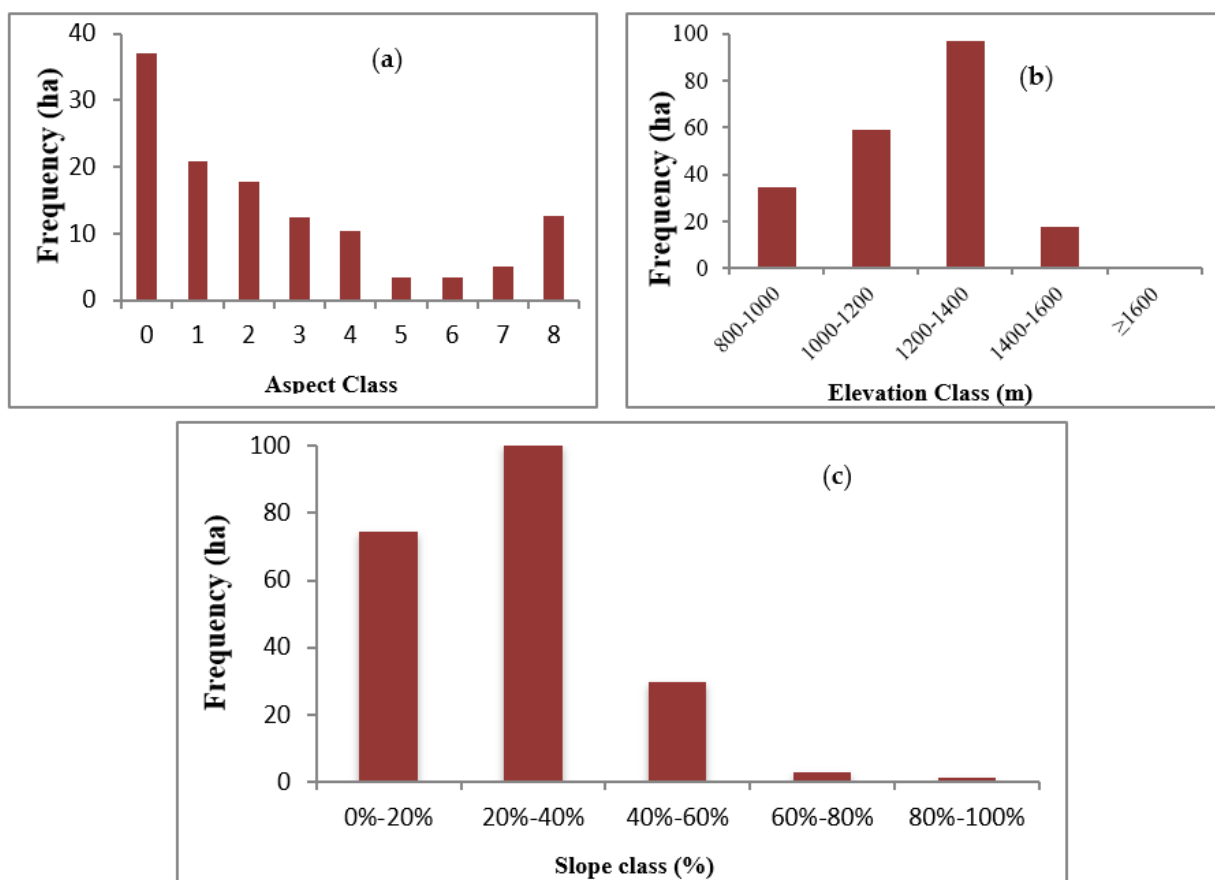 (a)
Frequency (ha)
40
30
20
10
0
0 1 2 3 4 5 6 7 8
Aspect Class
(b)
Frequency (ha)
100
80
60
40
20
0
800-1000 1000-1200 1200-1400 1400-1600 ≥1600
Elevation Class (m)
(c)
Frequency (ha)
100
80
60
40
20
0
0%-20% 20%-40% 40%-60% 60%-80% 80%-100%
Slope class (%)